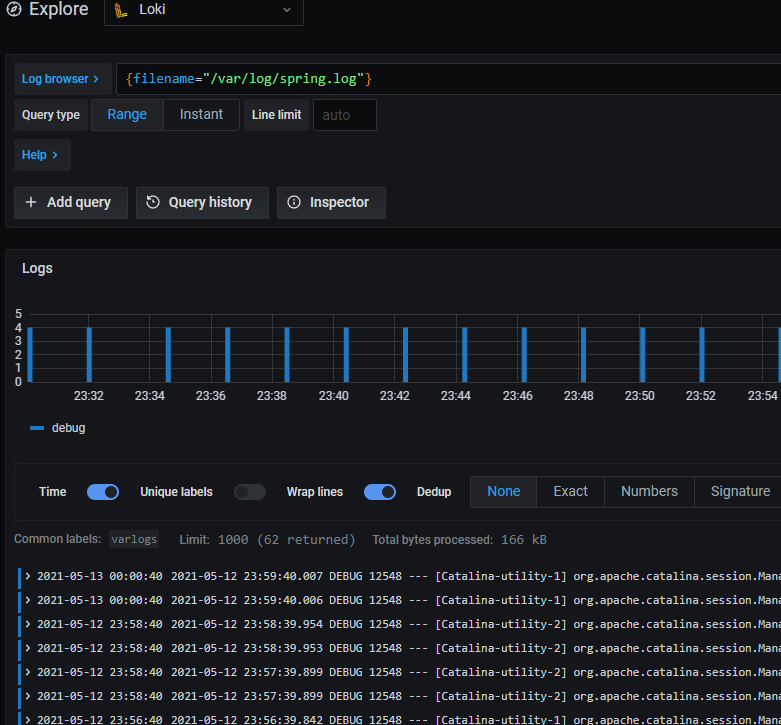 Explore Loki
Log browser > {filename="/var/log/spring.log"}
Query type Range Instant Line limit auto
Help >
+ Add query Query history Inspector
Logs
5
4
3
2
1
0
23:32 23:34 23:36 23:38 23:40 23:42 23:44 23:46 23:48 23:50 23:52 23:54
debug
Time Unique labels Wrap lines Dedup None Exact Numbers Signature
Common labels: varlogs Limit: 1000 (62 returned) Total bytes processed: 166 kB
> 2021-05-13 00:00:40 2021-05-12 23:59:40.007 DEBUG 12548 --- [Catalina-utility-1] org.apache.catalina.session.Mana
> 2021-05-13 00:00:40 2021-05-12 23:59:40.006 DEBUG 12548 --- [Catalina-utility-1] org.apache.catalina.session.Mana
> 2021-05-12 23:58:40 2021-05-12 23:58:39.954 DEBUG 12548 --- [Catalina-utility-2] org.apache.catalina.session.Mana
> 2021-05-12 23:58:40 2021-05-12 23:58:39.953 DEBUG 12548 --- [Catalina-utility-2] org.apache.catalina.session.Mana
> 2021-05-12 23:58:40 2021-05-12 23:57:39.899 DEBUG 12548 --- [Catalina-utility-2] org.apache.catalina.session.Mana
> 2021-05-12 23:58:40 2021-05-12 23:57:39.899 DEBUG 12548 --- [Catalina-utility-2] org.apache.catalina.session.Mana
> 2021-05-12 23:56:40 2021-05-12 23:56:39.842 DEBUG 12548 --- [Catalina-utility-1] org.apache.catalina.session.Mana